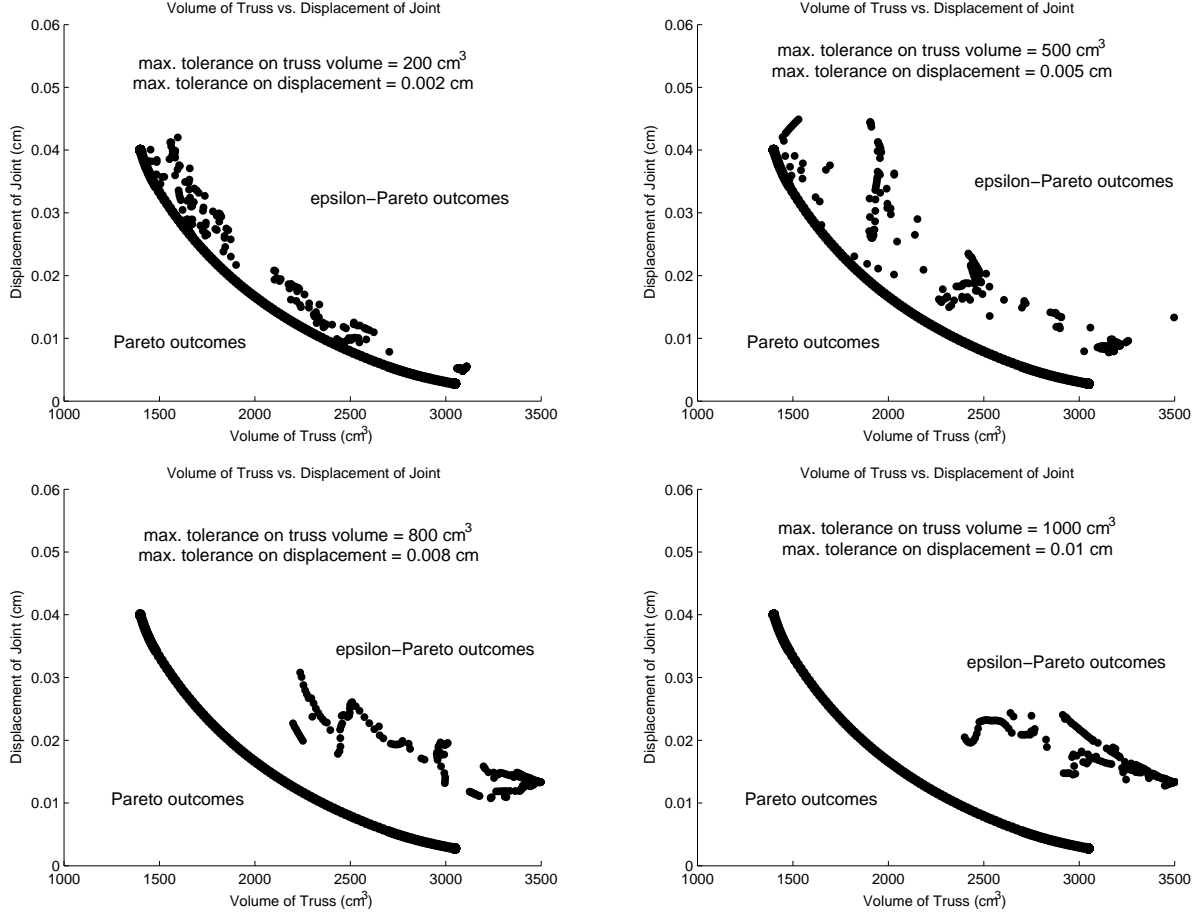 Volume of Truss vs. Displacement of Joint
0.06
0.05
0.04
0.03
0.02
0.01
0
Displacement of Joint (cm)
max. tolerance on truss volume = 200 cm³
max. tolerance on displacement = 0.002 cm
epsilon−Pareto outcomes
Pareto outcomes
1000 1500 2000 2500 3000 3500
Volume of Truss (cm³)
Volume of Truss vs. Displacement of Joint
0.06
0.05
0.04
0.03
0.02
0.01
0
Displacement of Joint (cm)
max. tolerance on truss volume = 500 cm³
max. tolerance on displacement = 0.005 cm
epsilon−Pareto outcomes
Pareto outcomes
1000 1500 2000 2500 3000 3500
Volume of Truss (cm³)
Volume of Truss vs. Displacement of Joint
0.06
0.05
0.04
0.03
0.02
0.01
0
Displacement of Joint (cm)
max. tolerance on truss volume = 800 cm³
max. tolerance on displacement = 0.008 cm
epsilon−Pareto outcomes
Pareto outcomes
1000 1500 2000 2500 3000 3500
Volume of Truss (cm³)
Volume of Truss vs. Displacement of Joint
0.06
0.05
0.04
0.03
0.02
0.01
0
Displacement of Joint (cm)
max. tolerance on truss volume = 1000 cm³
max. tolerance on displacement = 0.01 cm
epsilon−Pareto outcomes
Pareto outcomes
1000 1500 2000 2500 3000 3500
Volume of Truss (cm³)